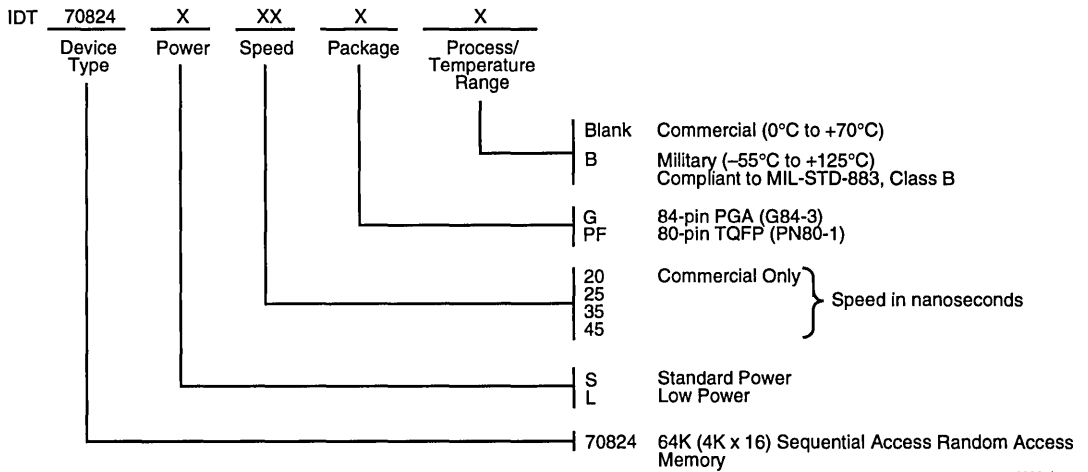 IDT 70824 X XX X X
Device Type Power Speed Package Process/ Temperature Range
Blank Commercial (0°C to +70°C)
B Military (–55°C to +125°C)
Compliant to MIL-STD-883, Class B
G 84-pin PGA (G84-3)
PF 80-pin TQFP (PN80-1)
20 Commercial Only
25
35
45
Speed in nanoseconds
S Standard Power
L Low Power
70824 64K (4K x 16) Sequential Access Random Access
Memory